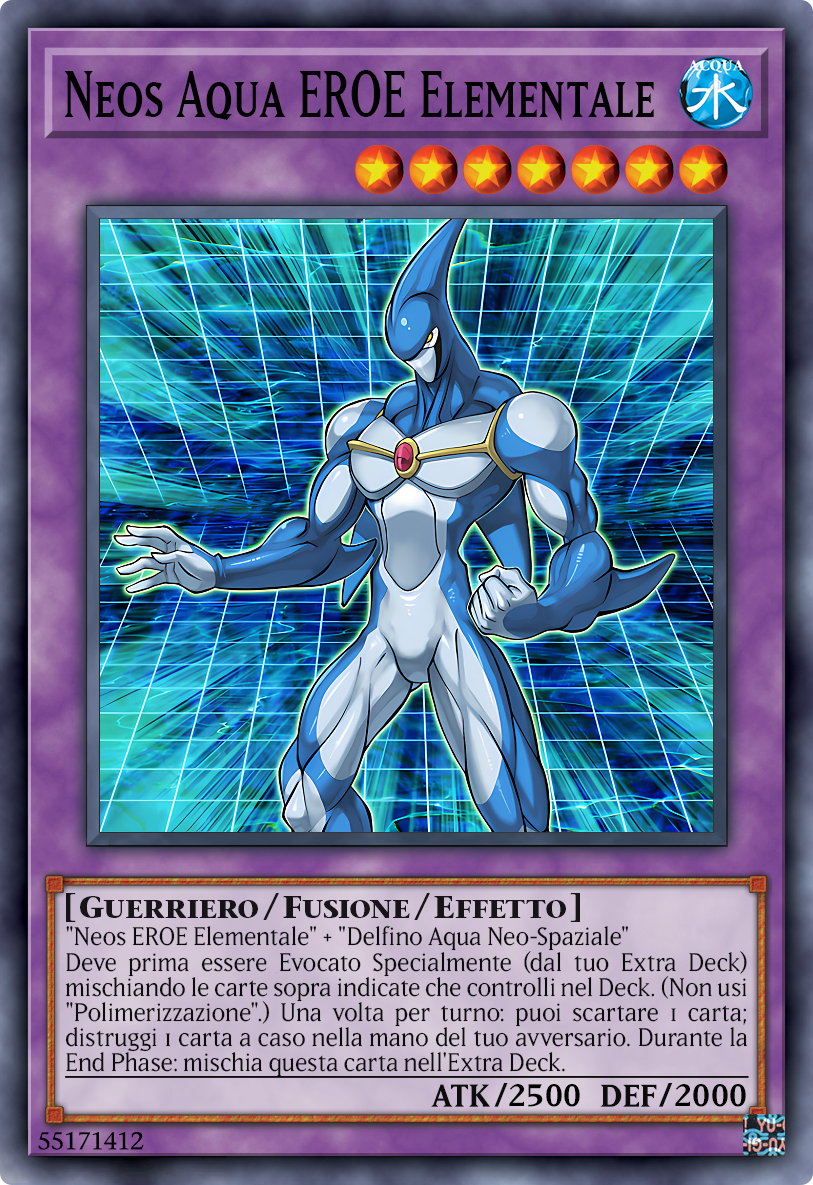 Neos Aqua EROE Elementale
ACQUA
水
[Guerriero/Fusione/Effetto]
"Neos EROE Elementale" + "Delfino Aqua Neo-Spaziale"
Deve prima essere Evocato Specialmente (dal tuo Extra Deck)
mischiando le carte sopra indicate che controlli nel Deck. (Non usi
"Polimerizzazione".) Una volta per turno: puoi scartare 1 carta;
distruggi 1 carta a caso nella mano del tuo avversario. Durante la
End Phase: mischia questa carta nell'Extra Deck.
ATK/2500 DEF/2000
55171412